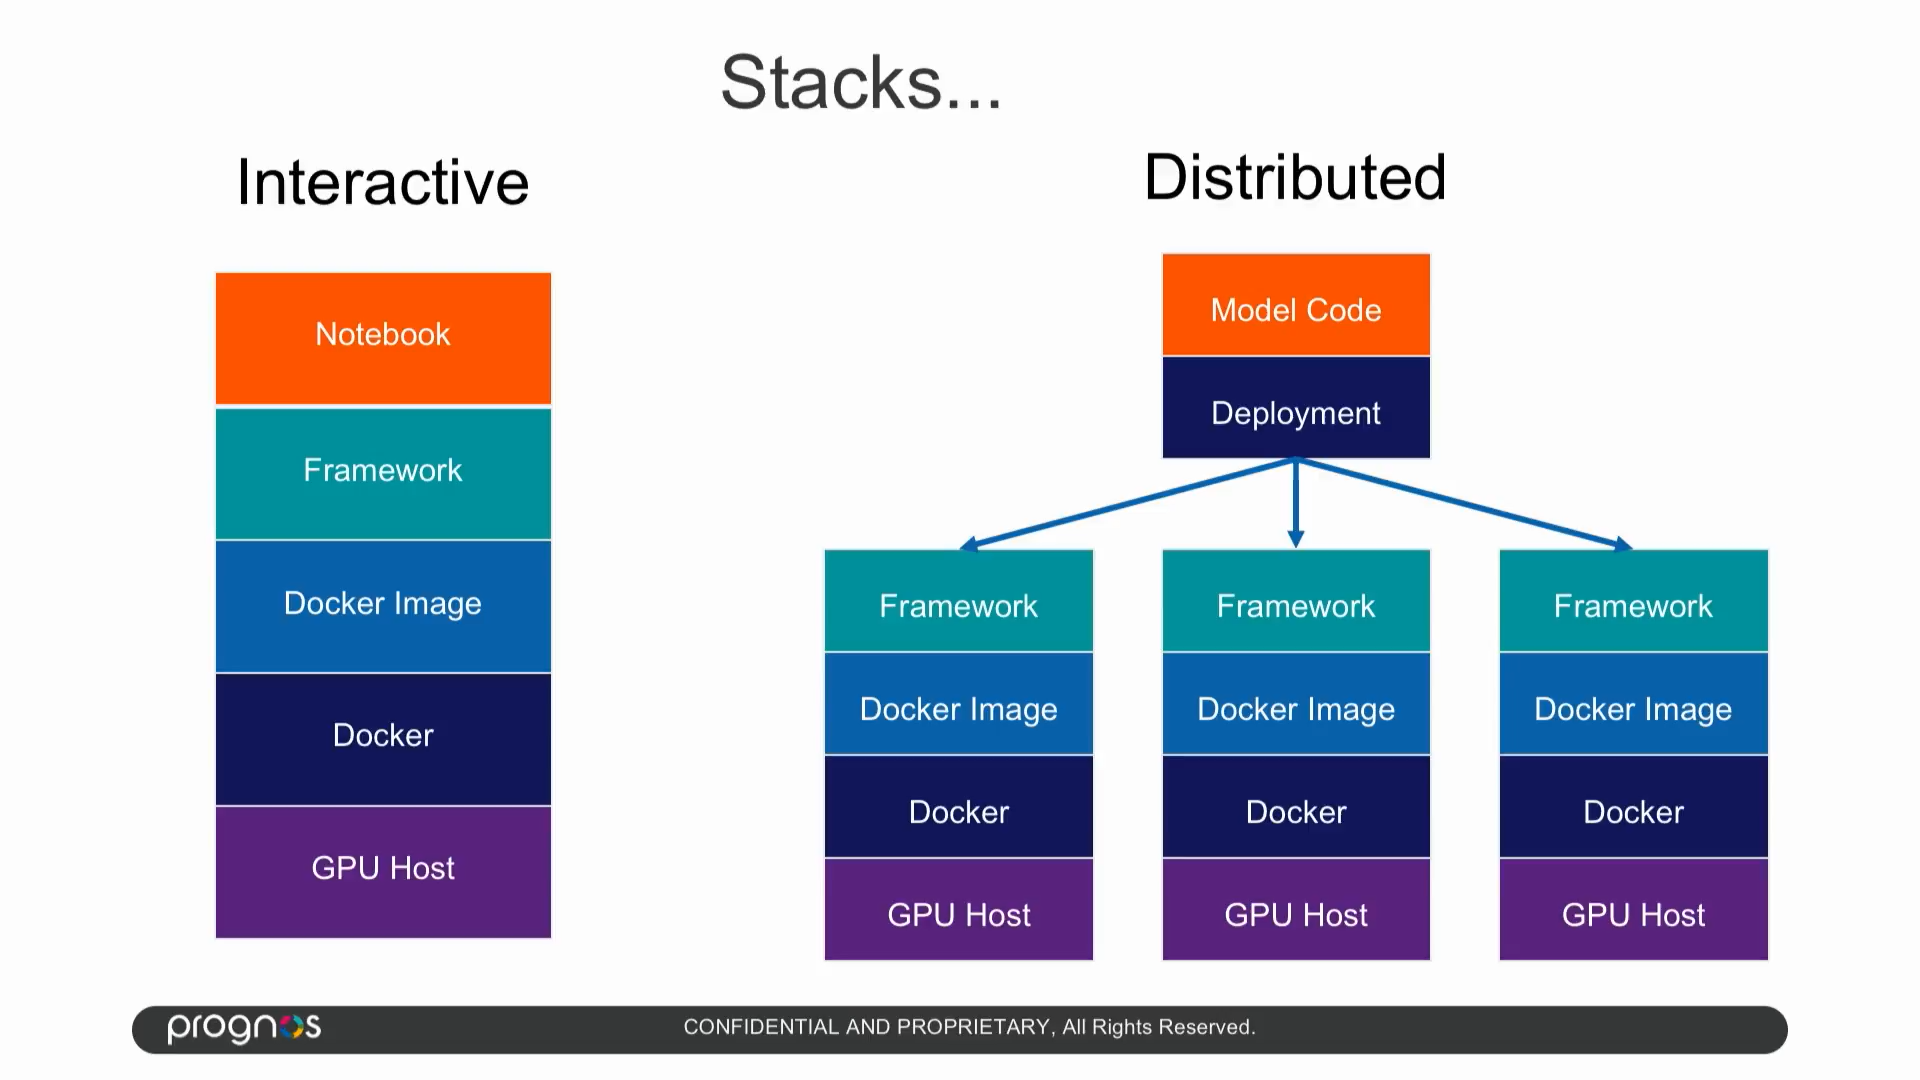 Stacks...
Interactive
Notebook
Framework
Docker Image
Docker
GPU Host
Distributed
Model Code
Deployment
Framework
Framework
Framework
Docker Image
Docker Image
Docker Image
Docker
Docker
Docker
GPU Host
GPU Host
GPU Host
prognos
CONFIDENTIAL AND PROPRIETARY, All Rights Reserved.